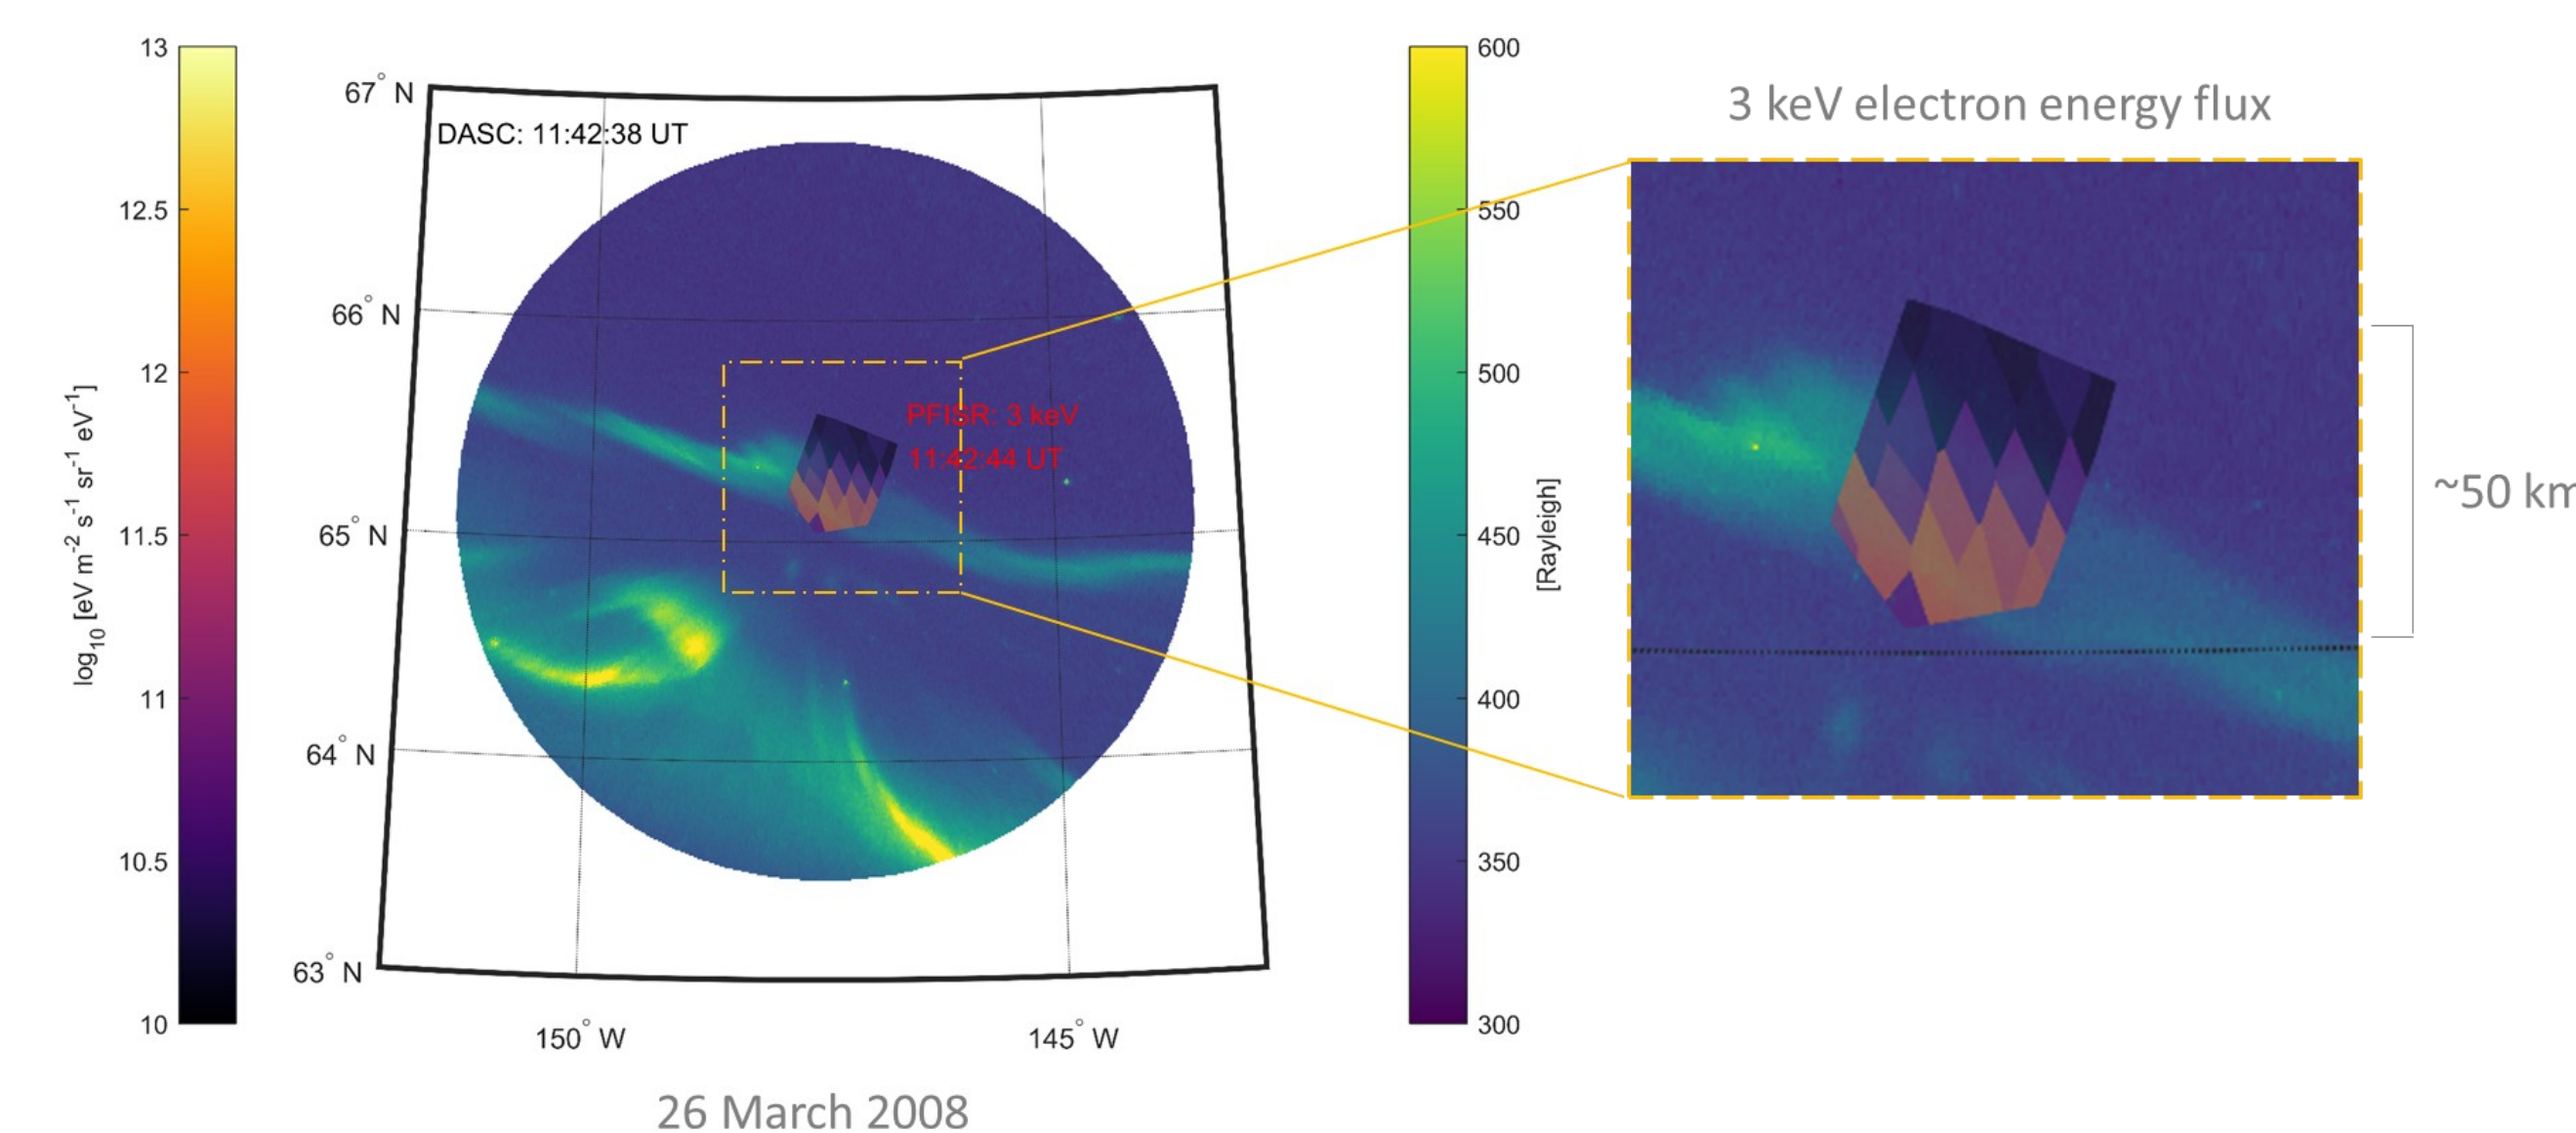 13
12.5
12
11.5
11
10.5
10
log10 [eV m-2 s-1 sr-1 eV-1]
67° N
66° N
65° N
64° N
63° N
DASC: 11:42:38 UT
PFISR: 3 keV
11:42:44 UT
150° W
145° W
26 March 2008
600
550
500
450
400
350
300
[Rayleigh]
3 keV electron energy flux
~50 km